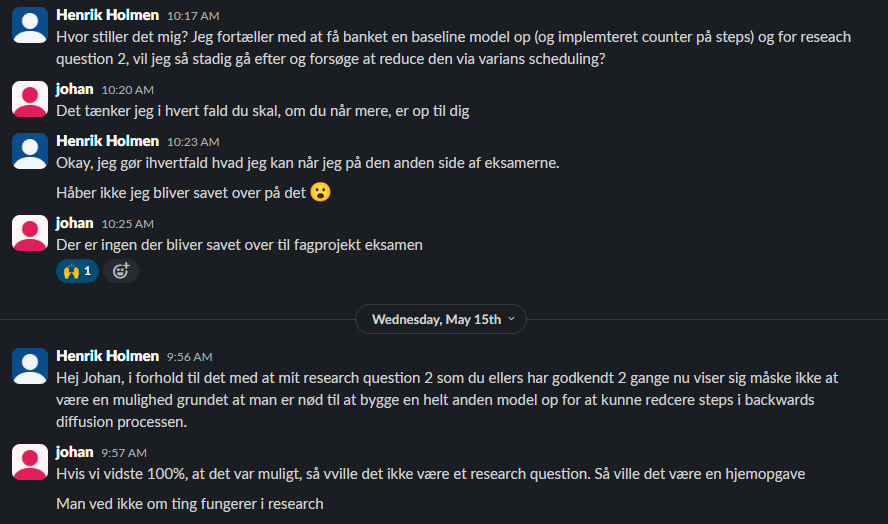 Henrik Holmen 10:17 AM
Hvor stiller det mig? Jeg fortæller med at få banket en baseline model op (og implemteret counter på steps) og for reseach
question 2, vil jeg så stadig gå efter og forsøge at reduce den via varians scheduling?
johan 10:20 AM
Det tænker jeg i hvert fald du skal, om du når mere, er op til dig
Henrik Holmen 10:23 AM
Okay, jeg gør ihvertfald hvad jeg kan når jeg på den anden side af eksamerne.
Håber ikke jeg bliver savet over på det 😮
johan 10:25 AM
Der er ingen der bliver savet over til fagprojekt eksamen
🙌 1
Wednesday, May 15th
Henrik Holmen 9:56 AM
Hej Johan, i forhold til det med at mit research question 2 som du ellers har godkendt 2 gange nu viser sig måske ikke at
være en mulighed grundet at man er nød til at bygge en helt anden model op for at kunne redcere steps i backwards
diffusion processen.
johan 9:57 AM
Hvis vi vidste 100%, at det var muligt, så vville det ikke være et research question. Så ville det være en hjemopgave
Man ved ikke om ting fungerer i research